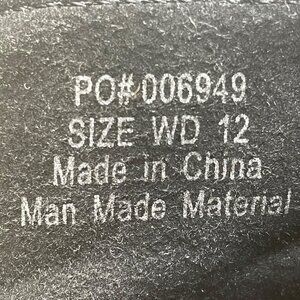 PO# 006949
SIZE WD 12
Made in China
Man Made Material